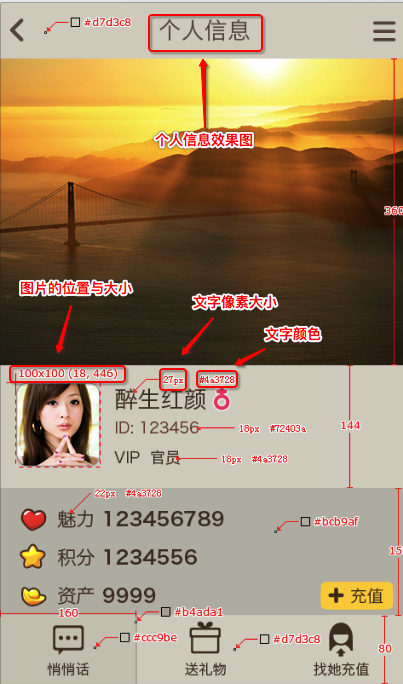 #d7d3c8
个人信息
个人信息效果图
360
图片的位置与大小
文字像素大小
文字颜色
100x100 (18, 446)
27px
#4a3728
醉生红颜
ID: 123456
18px #72403a
144
VIP 官员
18px #4a3728
22px #4a3728
魅力 123456789
#bcb9af
积分 1234556
资产 9999
充值
160
#b4ada1
#ccc9be
#d7d3c8
80
悄悄话
送礼物
找她充值